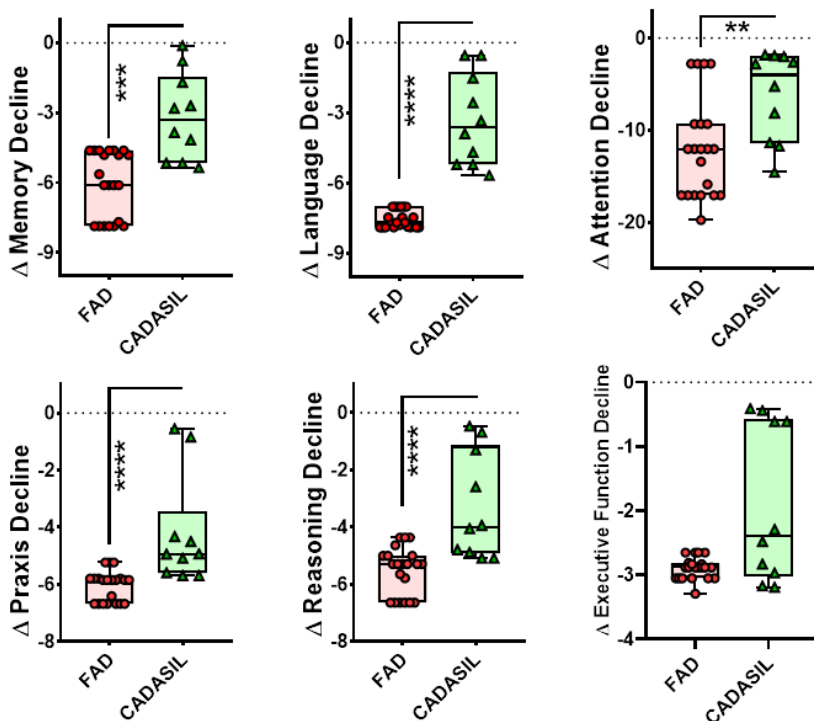 Δ Memory Decline
0
-3
-6
-9
***
FAD
CADASIL
Δ Language Decline
0
-3
-6
-9
****
FAD
CADASIL
Δ Attention Decline
0
-10
-20
**
FAD
CADASIL
Δ Praxis Decline
0
-2
-4
-6
-8
****
FAD
CADASIL
Δ Reasoning Decline
0
-2
-4
-6
-8
****
FAD
CADASIL
Δ Executive Function Decline
0
-1
-2
-3
-4
FAD
CADASIL